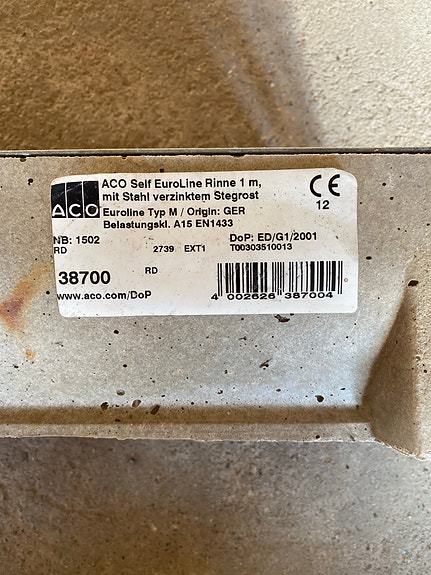 ACO
ACO Self EuroLine Rinne 1 m,
mit Stahl verzinktem Stegrost
Euroline Typ M / Origin: GER
Belastungskl. A15 EN1433
CE
12
NB: 1502
DoP: ED/G1/2001
RD
2739 EXT1
T00303510013
38700
RD
www.aco.com/DoP
4 002626 387004